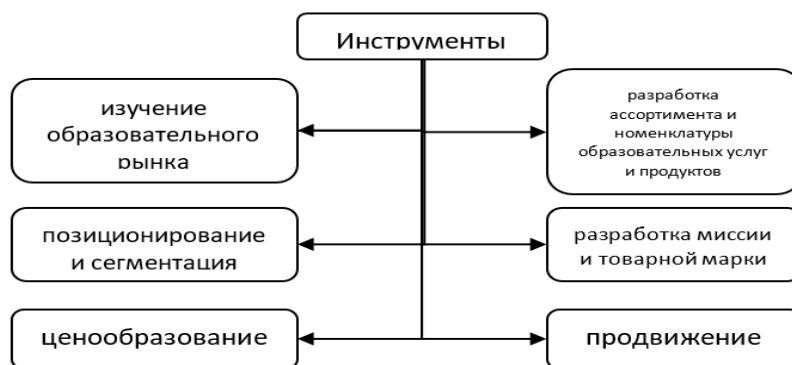 Инструменты
изучение
образовательного
рынка
разработка
ассортимента и
номенклатуры
образовательных услуг
и продуктов
позиционирование
и сегментация
разработка миссии
и товарной марки
ценообразование
продвижение